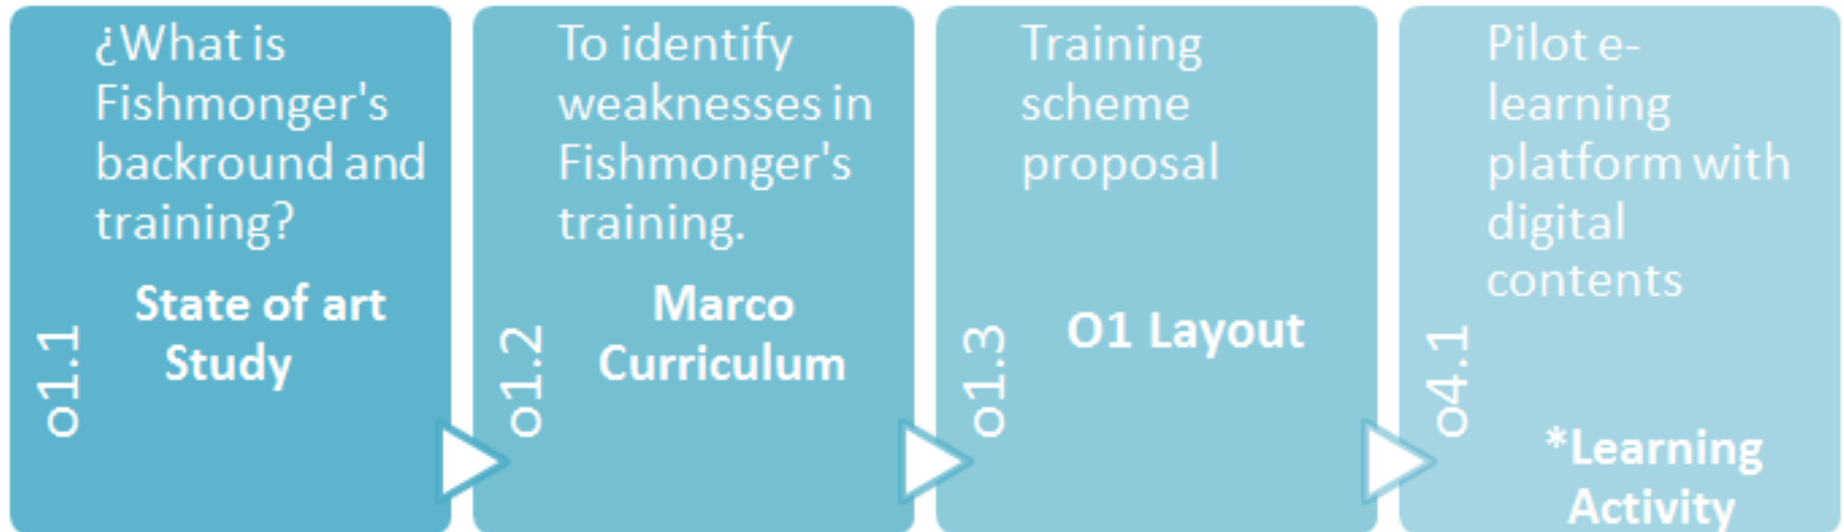 ¿What is
Fishmonger's
backround and
training?
State of art
Study
o1.1
To identify
weaknesses in
Fishmonger's
training.
Marco
Curriculum
o1.2
Training
scheme
proposal
O1 Layout
o1.3
Pilot e-
learning
platform with
digital
contents
*Learning
Activity
o4.1